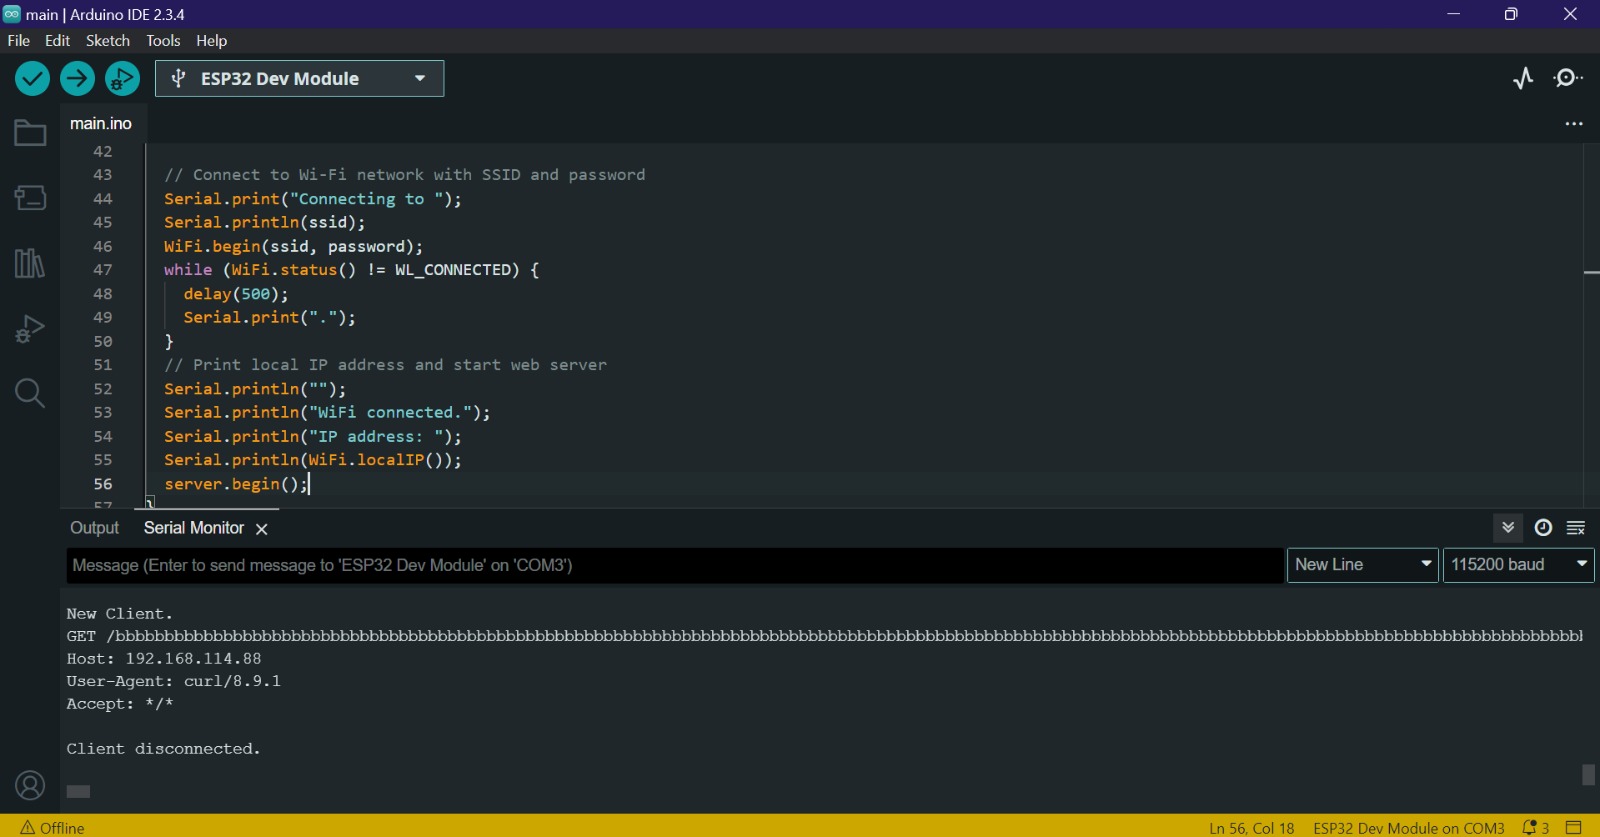 main | Arduino IDE 2.3.4
File Edit Sketch Tools Help
ESP32 Dev Module
main.ino
42
43 // Connect to Wi-Fi network with SSID and password
44 Serial.print("Connecting to ");
45 Serial.println(ssid);
46 WiFi.begin(ssid, password);
47 while (WiFi.status() != WL_CONNECTED) {
48 delay(500);
49 Serial.print(".");
50 }
51 // Print local IP address and start web server
52 Serial.println("");
53 Serial.println("WiFi connected.");
54 Serial.println("IP address: ");
55 Serial.println(WiFi.localIP());
56 server.begin();
57 }
Output Serial Monitor
Message (Enter to send message to 'ESP32 Dev Module' on 'COM3') New Line 115200 baud
New Client.
GET
Host: 192.168.114.88
User-Agent: curl/8.9.1
Accept: */*
Client disconnected.
Offline Ln 56, Col 18 ESP32 Dev Module on COM3 3